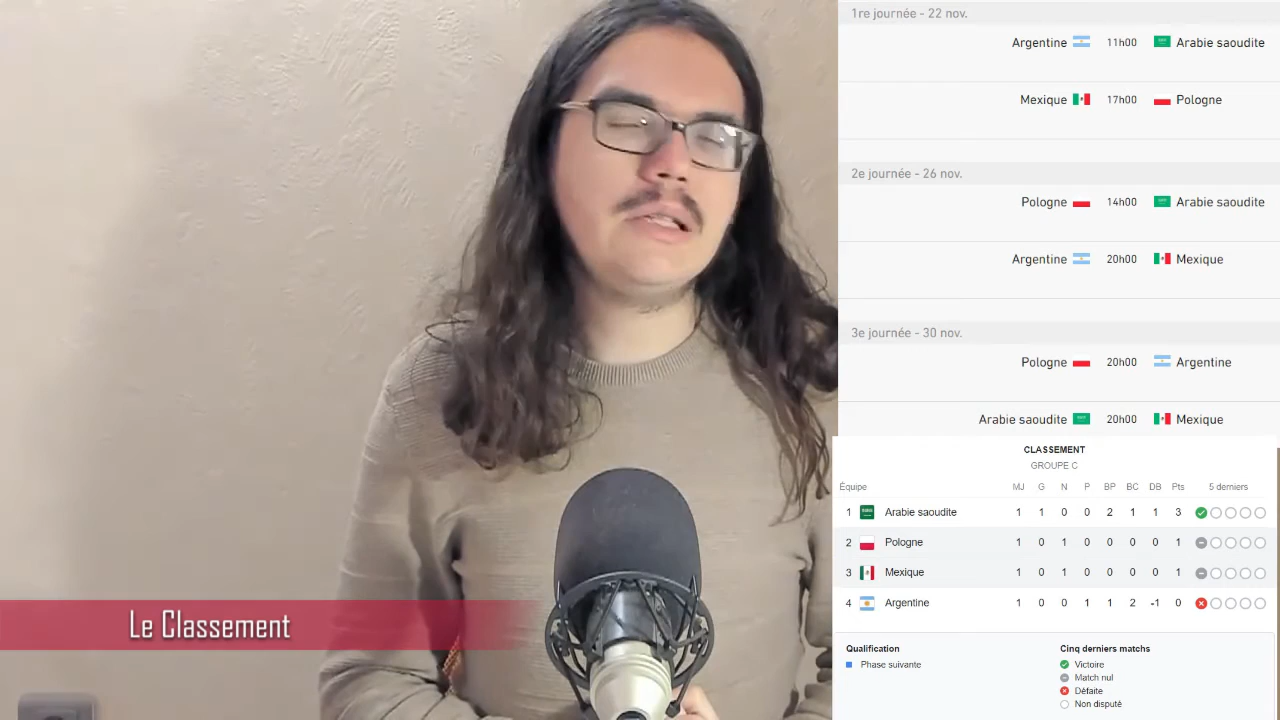 1re journée - 22 nov.
Argentine 11h00 Arabie saoudite
Mexique 17h00 Pologne
2e journée - 26 nov.
Pologne 14h00 Arabie saoudite
Argentine 20h00 Mexique
3e journée - 30 nov.
Pologne 20h00 Argentine
Arabie saoudite 20h00 Mexique
CLASSEMENT
GROUPE C
Équipe MJ G N P BP BC DB Pts 5 derniers
1 Arabie saoudite 1 1 0 0 2 1 1 3
2 Pologne 1 0 1 0 0 0 0 1
3 Mexique 1 0 1 0 0 0 0 1
4 Argentine 1 0 0 1 1 2 -1 0
Le Classement
Qualification
Phase suivante
Cinq derniers matchs
Victoire
Match nul
Défaite
Non disputé